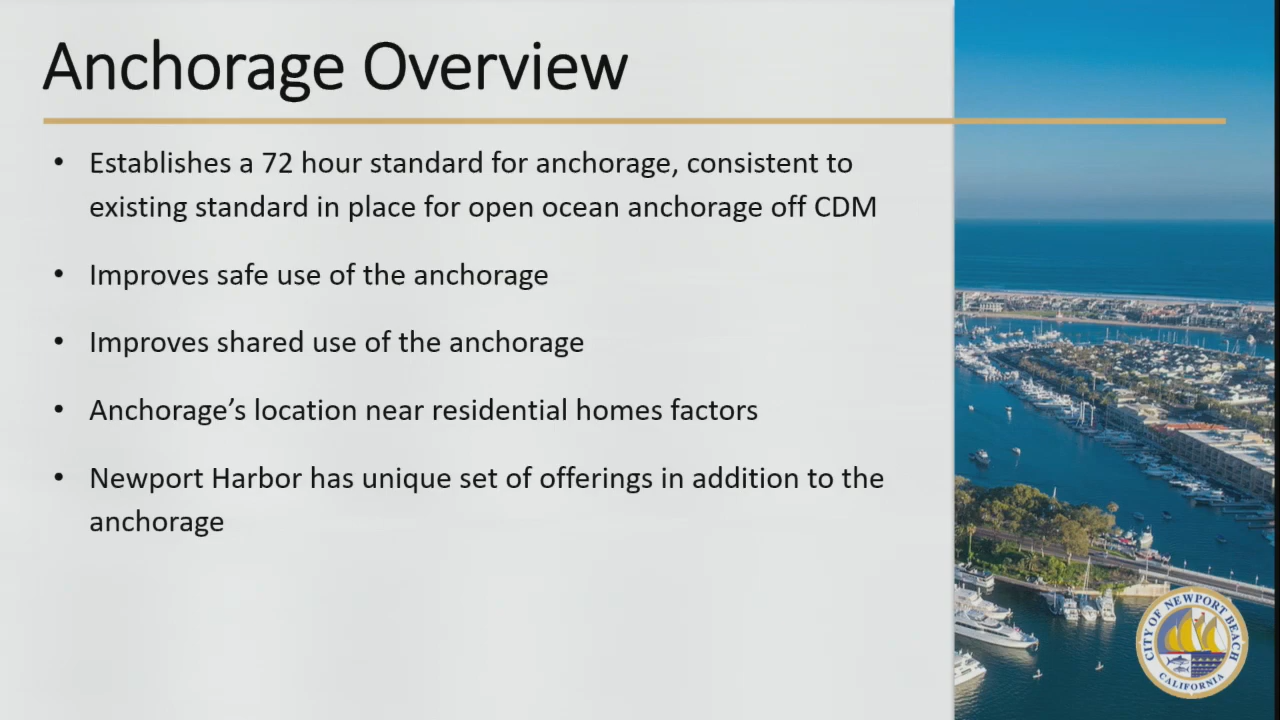 Anchorage Overview
• Establishes a 72 hour standard for anchorage, consistent to
existing standard in place for open ocean anchorage off CDM
• Improves safe use of the anchorage
• Improves shared use of the anchorage
• Anchorage’s location near residential homes factors
• Newport Harbor has unique set of offerings in addition to the
anchorage
CITY OF NEWPORT BEACH
CALIFORNIA